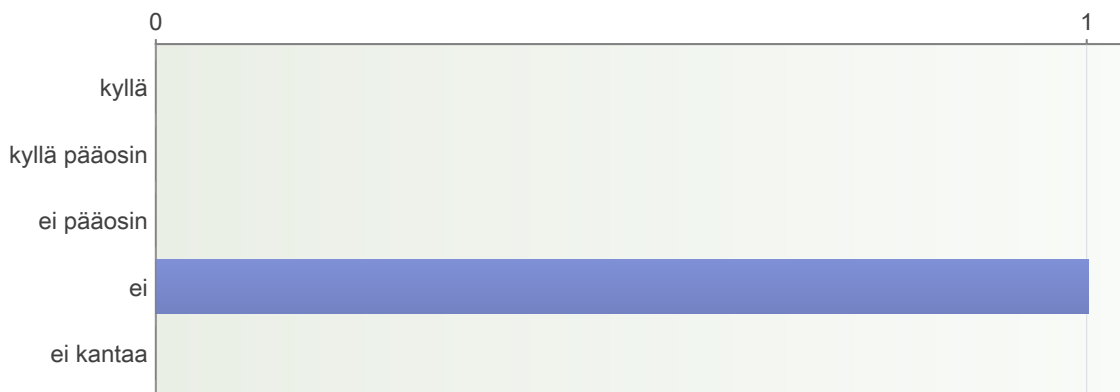 0 1
kyllä
kyllä pääosin
ei pääosin
ei
ei kantaa